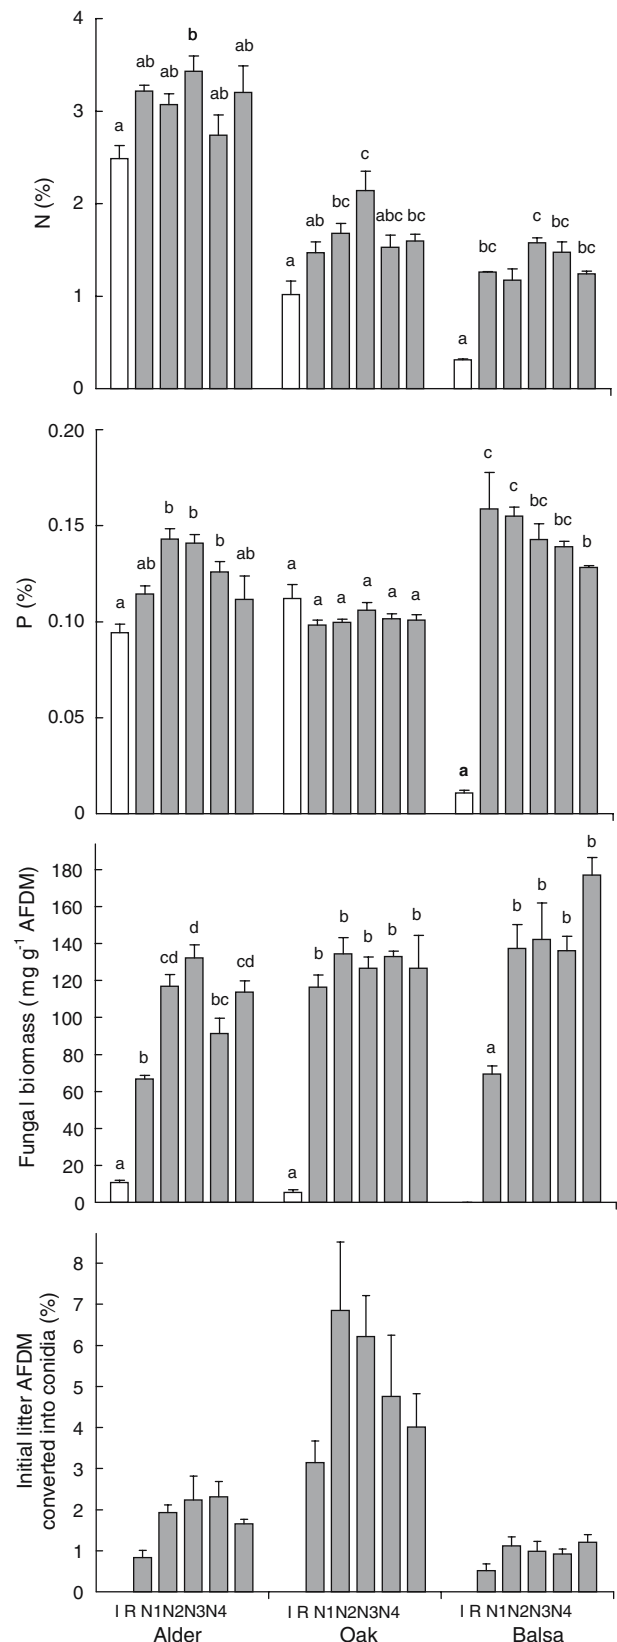 4
3
2
1
0
N (%)
a ab ab b ab ab
a ab bc c abc bc
a bc c bc bc
0.20
0.15
0.10
0.05
0
P (%)
a ab b b b ab
a a a a a a
a c c bc bc b
180
160
140
120
100
80
60
40
20
0
Fungal biomass (mg g-1 AFDM)
a b cd d bc cd
a b b b b b
a b b b b
8
7
6
5
4
3
2
1
0
Initial litter AFDM
converted into conidia (%)
I R N1N2N3N4 I R N1N2N3N4 I R N1N2N3N4
Alder Oak Balsa